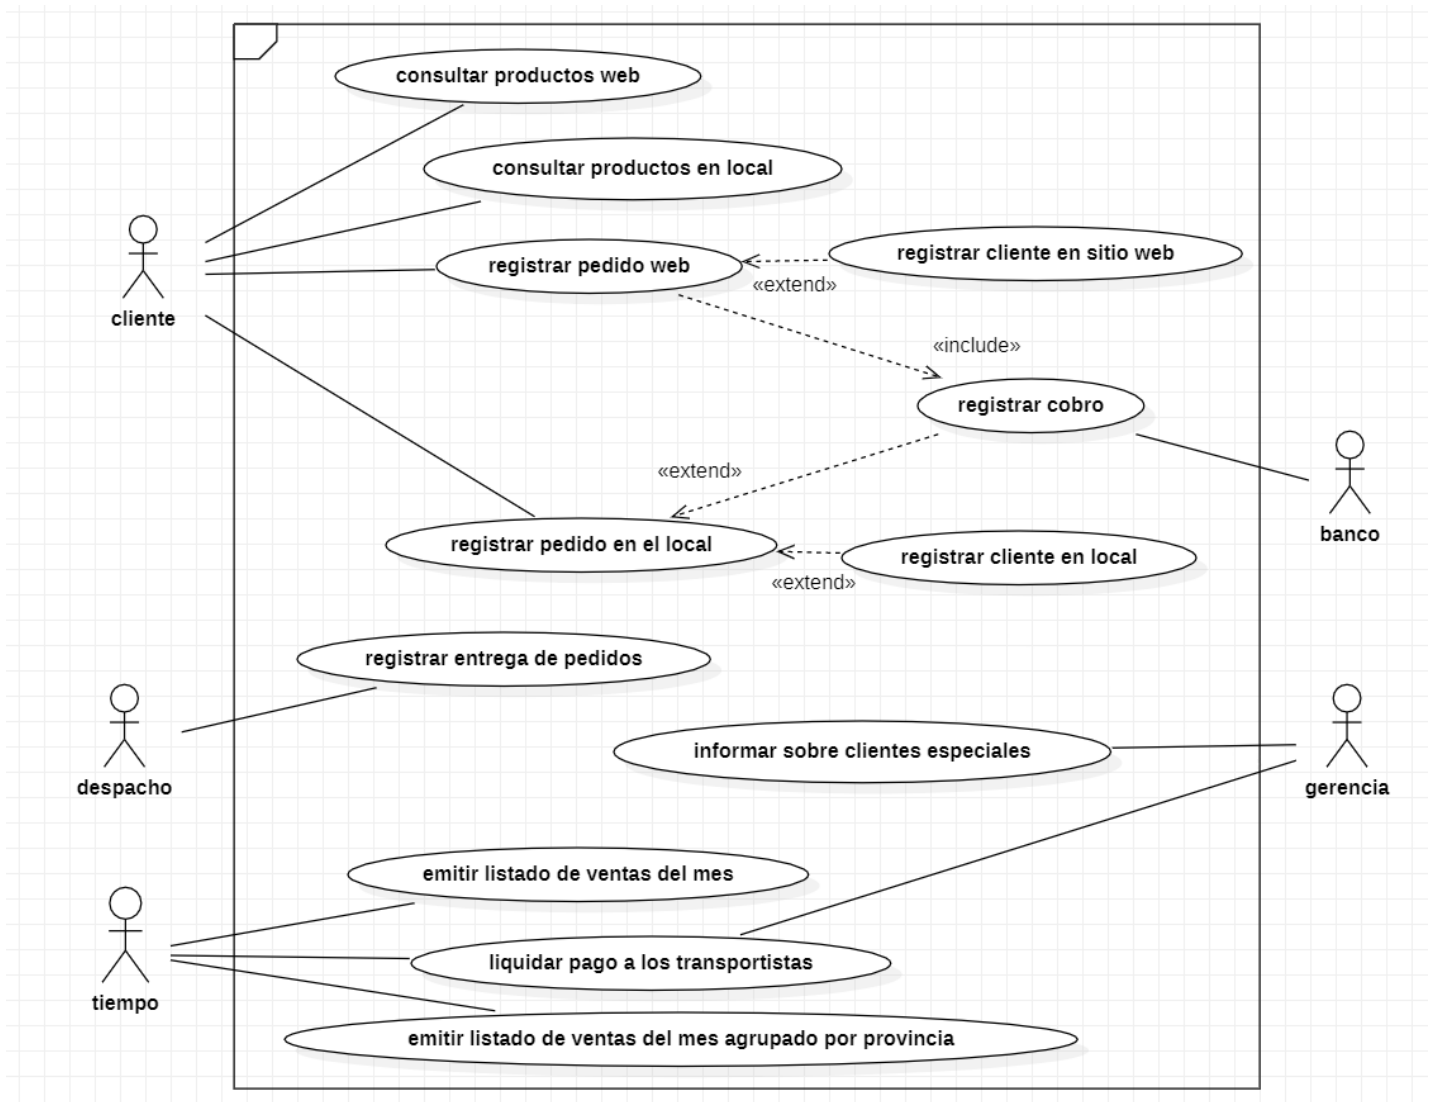 consultar productos web
consultar productos en local
registrar pedido web
registrar cliente en sitio web
«extend»
cliente
«include»
registrar cobro
«extend»
banco
registrar pedido en el local
registrar cliente en local
«extend»
registrar entrega de pedidos
informar sobre clientes especiales
despacho
gerencia
emitir listado de ventas del mes
liquidar pago a los transportistas
tiempo
emitir listado de ventas del mes agrupado por provincia